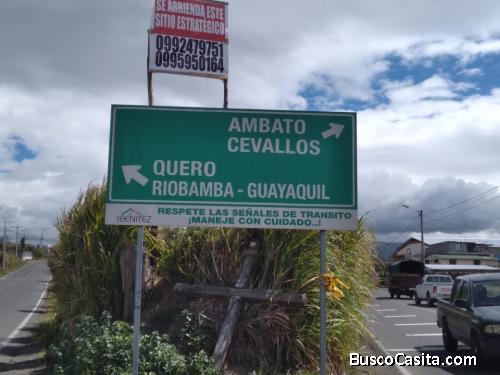 SE ARRIENDA ESTE
SITIO ESTRATÉGICO
0992479751
0995950164
AMBATO
CEVALLOS
QUERO
RIOBAMBA - GUAYAQUIL
BENITEZ
RESPETE LAS SEÑALES DE TRANSITO
¡MANEJE CON CUIDADO..!
BuscoCasita.com